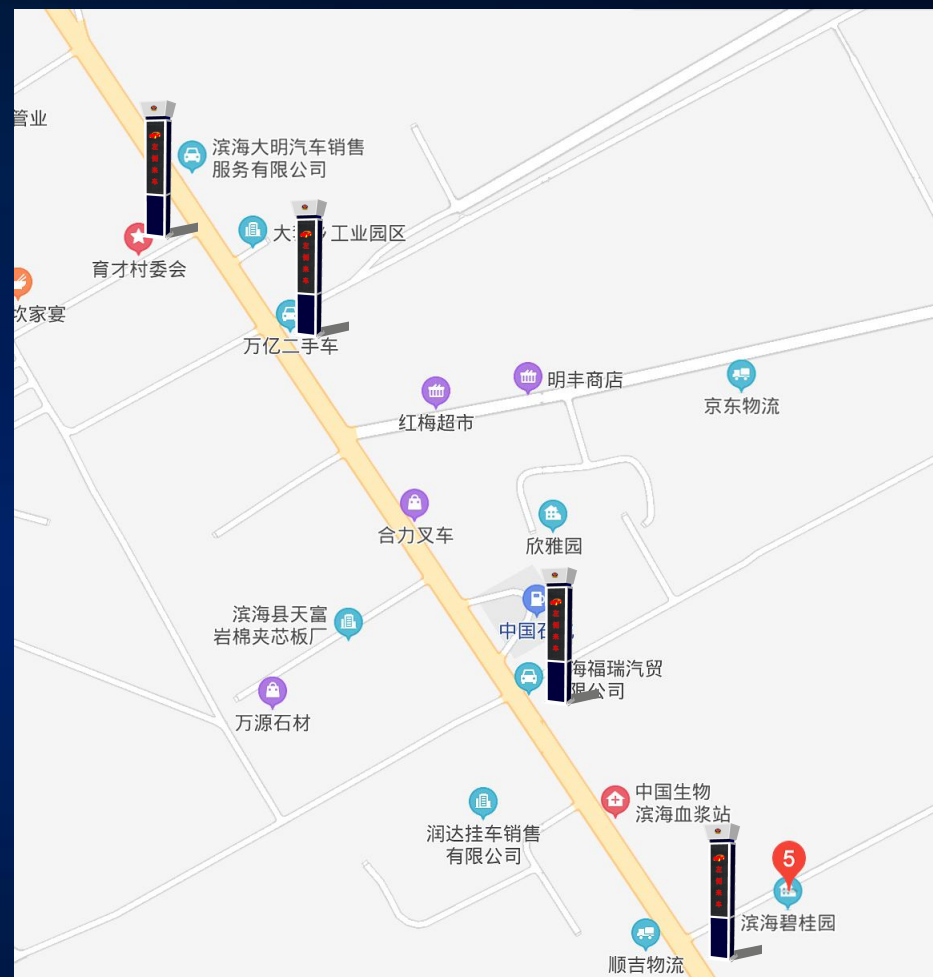 管业
滨海大明汽车销售
服务有限公司
工业园区
育才村委会
家宴
万亿二手车
明丰商店
京东物流
红梅超市
合力叉车
欣雅园
滨海县天富
岩棉夹芯板厂
中国石
海福瑞汽贸
限公司
万源石材
中国生物
滨海血浆站
润达挂车销售
有限公司
5
滨海碧桂园
顺吉物流